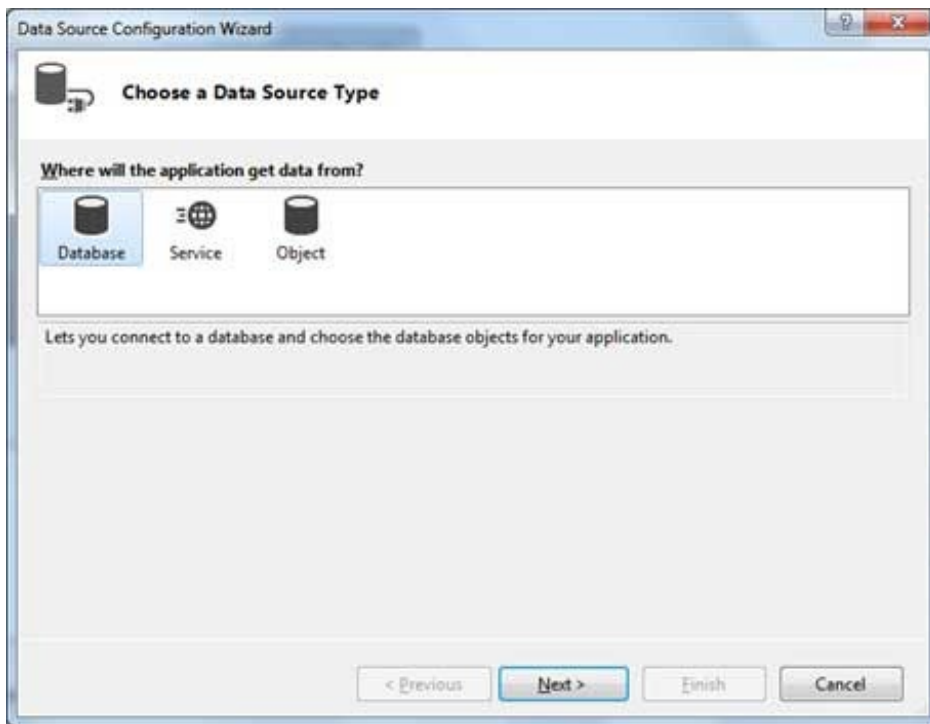 Data Source Configuration Wizard
Choose a Data Source Type
Where will the application get data from?
Database Service Object
Lets you connect to a database and choose the database objects for your application.
< Previous Next > Finish Cancel